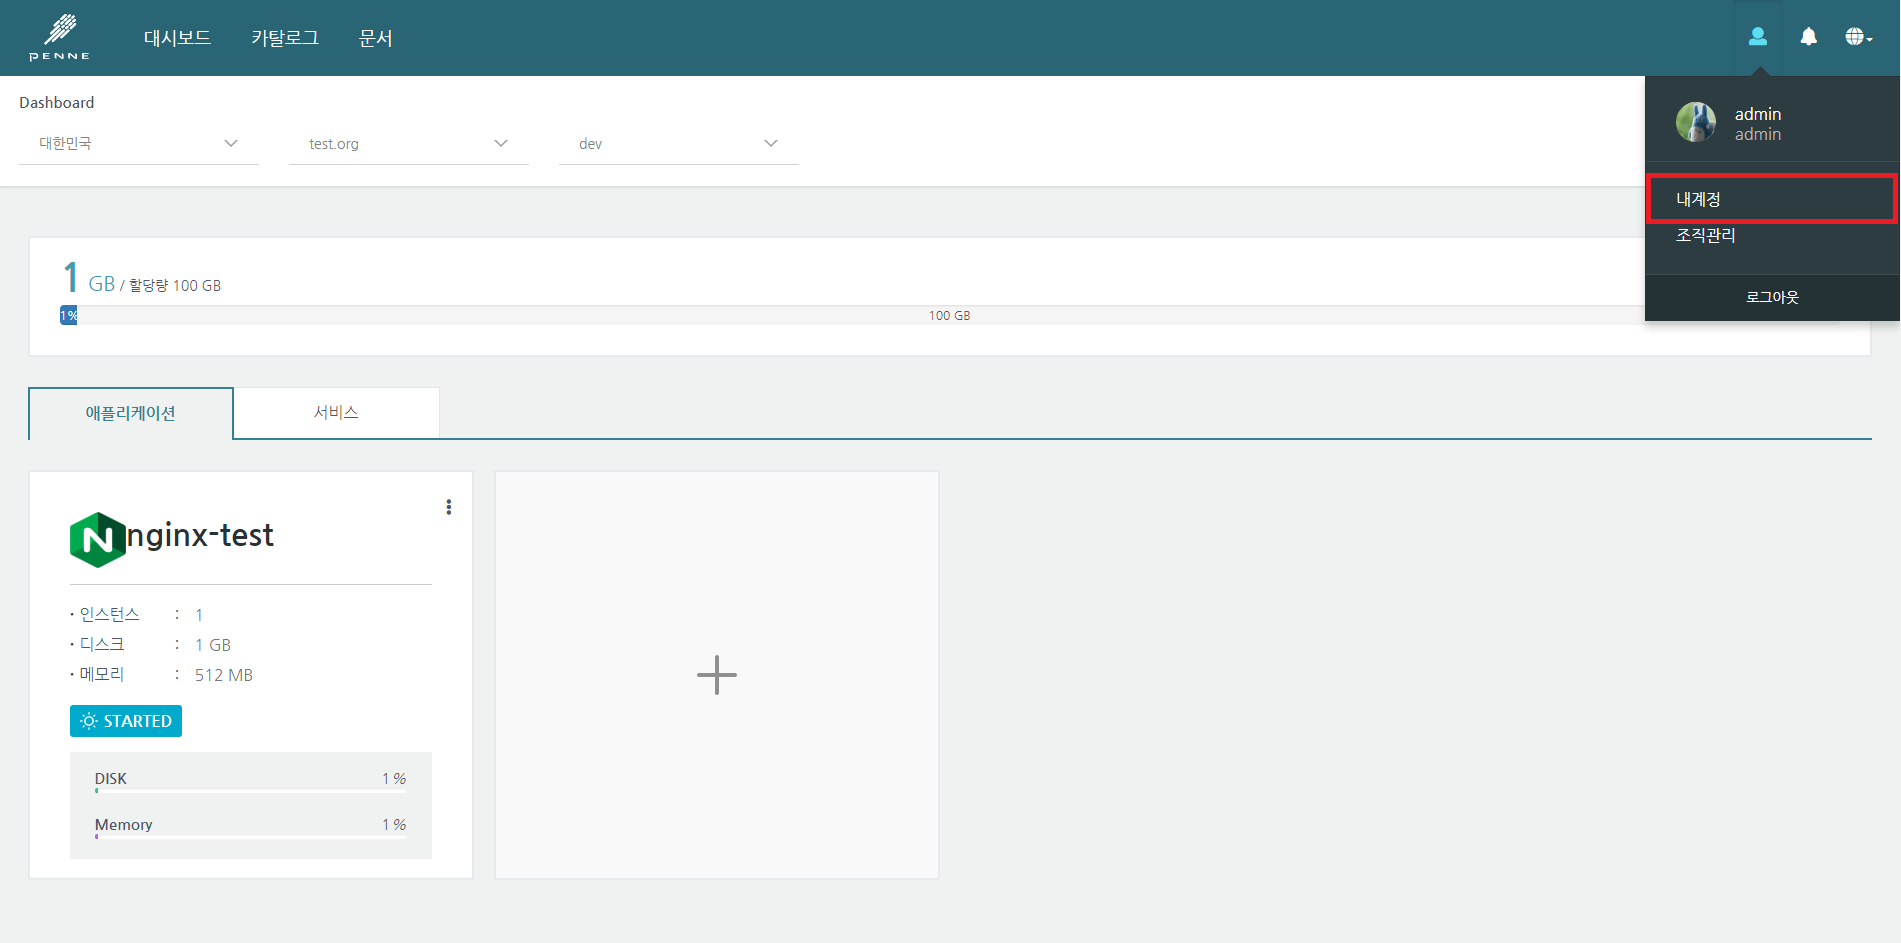 PENNE
대시보드 카탈로그 문서
Dashboard
대한민국 test.org dev
admin
admin
내계정
조직관리
로그아웃
1 GB / 할당량 100 GB
1% 100 GB
애플리케이션 서비스
nginx-test
· 인스턴스 : 1
· 디스크 : 1 GB
· 메모리 : 512 MB
STARTED
DISK 1 %
Memory 1 %